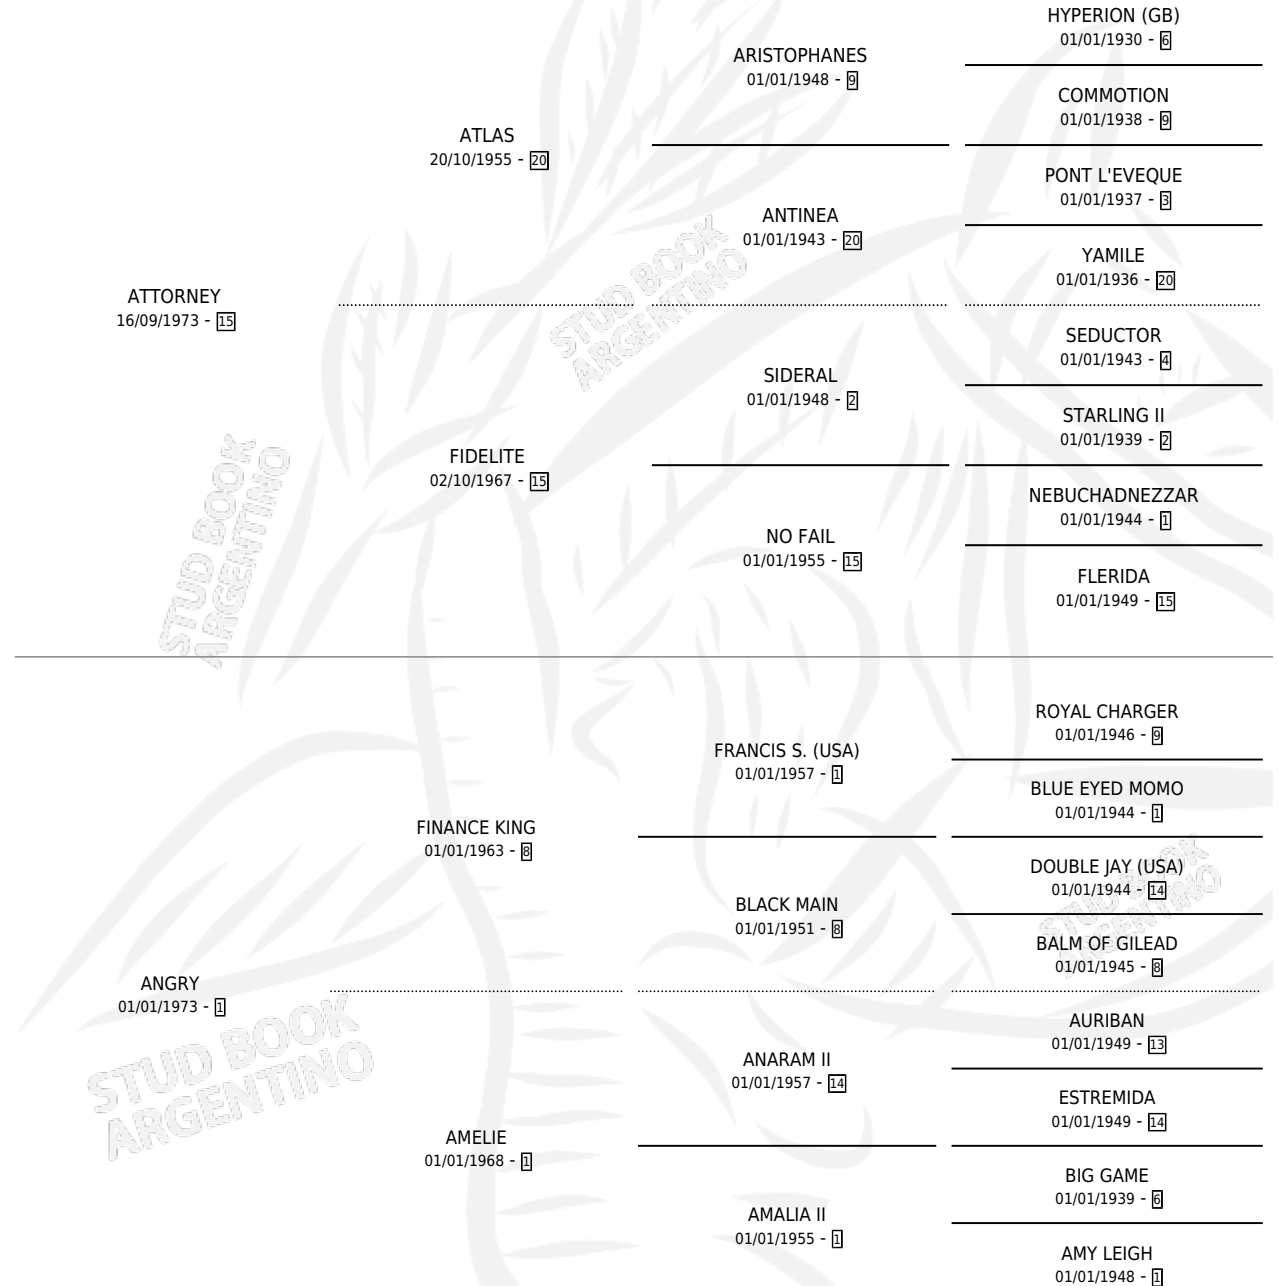 HYPERION (GB)
01/01/1930 - 6
ARISTOPHANES
01/01/1948 - 9
COMMOTION
01/01/1938 - 9
ATLAS
20/10/1955 - 20
PONT L'EVEQUE
01/01/1937 - 3
ANTINEA
01/01/1943 - 20
YAMILE
01/01/1936 - 20
ATTORNEY
16/09/1973 - 15
SEDUCTOR
01/01/1943 - 4
SIDERAL
01/01/1948 - 2
STARLING II
01/01/1939 - 2
FIDELITE
02/10/1967 - 15
NEBUCHADNEZZAR
01/01/1944 - 1
NO FAIL
01/01/1955 - 15
FLERIDA
01/01/1949 - 15
STUD BOOK
ARGENTINO
STUD BOOK
ARGENTINO
ROYAL CHARGER
01/01/1946 - 9
FRANCIS S. (USA)
01/01/1957 - 1
BLUE EYED MOMO
01/01/1944 - 1
FINANCE KING
01/01/1963 - 8
DOUBLE JAY (USA)
01/01/1944 - 14
BLACK MAIN
01/01/1951 - 8
BALM OF GILEAD
01/01/1945 - 8
ANGRY
01/01/1973 - 1
AURIBAN
01/01/1949 - 13
ANARAM II
01/01/1957 - 14
ESTREMIDA
01/01/1949 - 14
AMELIE
01/01/1968 - 1
BIG GAME
01/01/1939 - 6
AMALIA II
01/01/1955 - 1
AMY LEIGH
01/01/1948 - 1
STUD BOOK
ARGENTINO
STUD BOOK
ARGENTINO